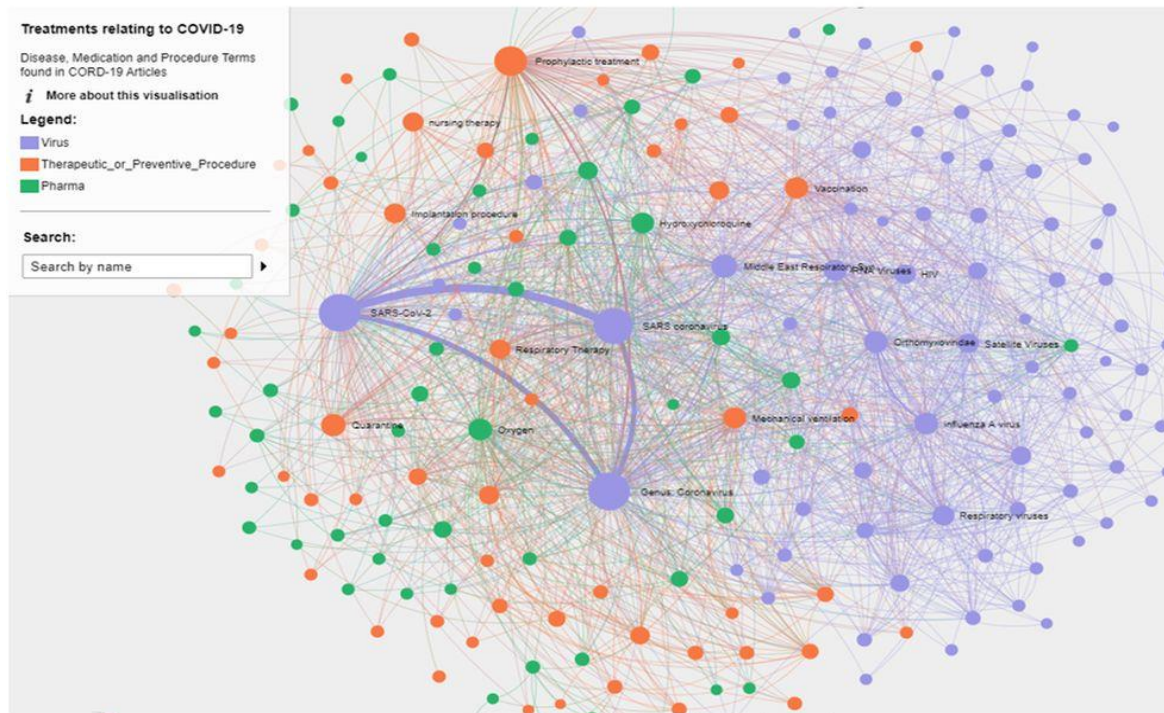 Treatments relating to COVID-19
Disease, Medication and Procedure Terms
found in CORD-19 Articles
i More about this visualisation
Legend:
Virus
Therapeutic_or_Preventive_Procedure
Pharma
Search:
Search by name
Prophylactic treatment
nursing therapy
Vaccination
Implantation procedure
Hydroxychloroquine
Middle East Respiratory
RNA Viruses
HIV
SARS-CoV-2
SARS coronavirus
Orthomyxoviridae
Satellite Viruses
Respiratory Therapy
Quarantine
Oxygen
Mechanical ventilation
Influenza A virus
Genus: Coronavirus
Respiratory viruses